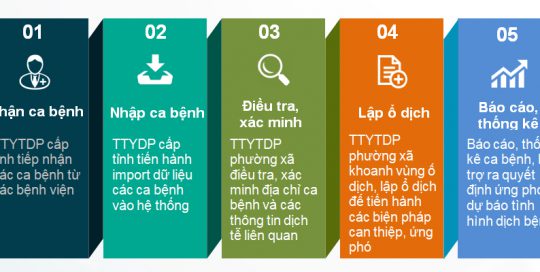 01
hận ca bệnh
TYTDP cấp
nh tiếp nhận
ác ca bệnh từ
ác bệnh viện
02
Nhập ca bệnh
TTYDP cấp
tỉnh tiến hành
import dữ liệu
các ca bệnh
vào hệ thống
03
Điều tra,
xác minh
TTYTDP
phường xã
điều tra, xác
minh địa chỉ ca
bệnh và các
thông tin dịch
tễ liên quan
04
Lập ổ dịch
TTYTDP
phường xã
khoanh vùng ổ
dịch, lập ổ dịch
để tiến hành
các biện pháp
can thiệp, ứng
phó
05
Báo cáo,
thống kê
Báo cáo, thố
kê ca bệnh,
trợ ra quyết
định ứng phó
dự báo tình
hình dịch bện